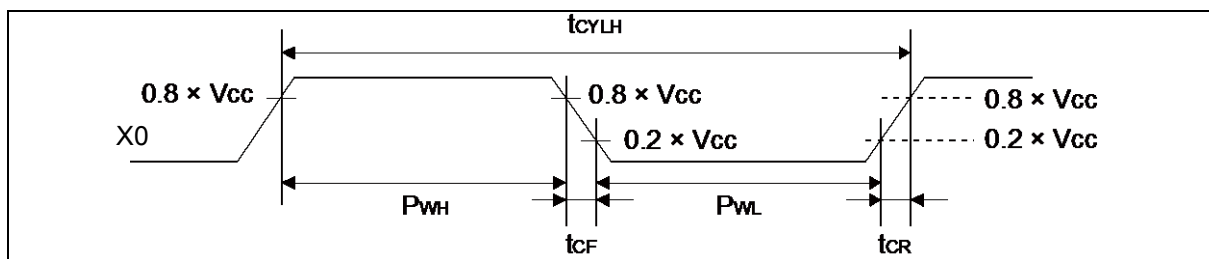 tCYLH
0.8 × Vcc
0.8 × Vcc
0.8 × Vcc
X0
0.2 × Vcc
0.2 × Vcc
PWH
PWL
tCF
tCR